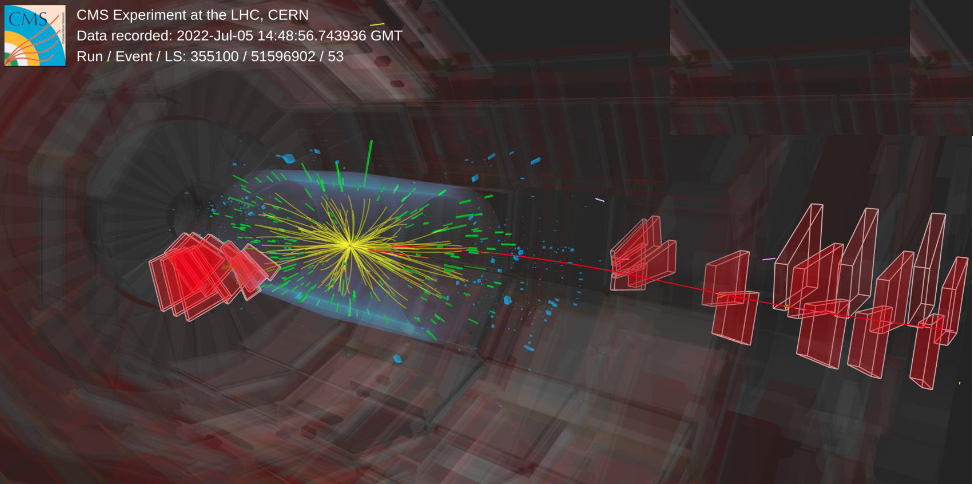 CMS
CMS Experiment at the LHC, CERN
Data recorded: 2022-Jul-05 14:48:56.743936 GMT
Run / Event / LS: 355100 / 51596902 / 53